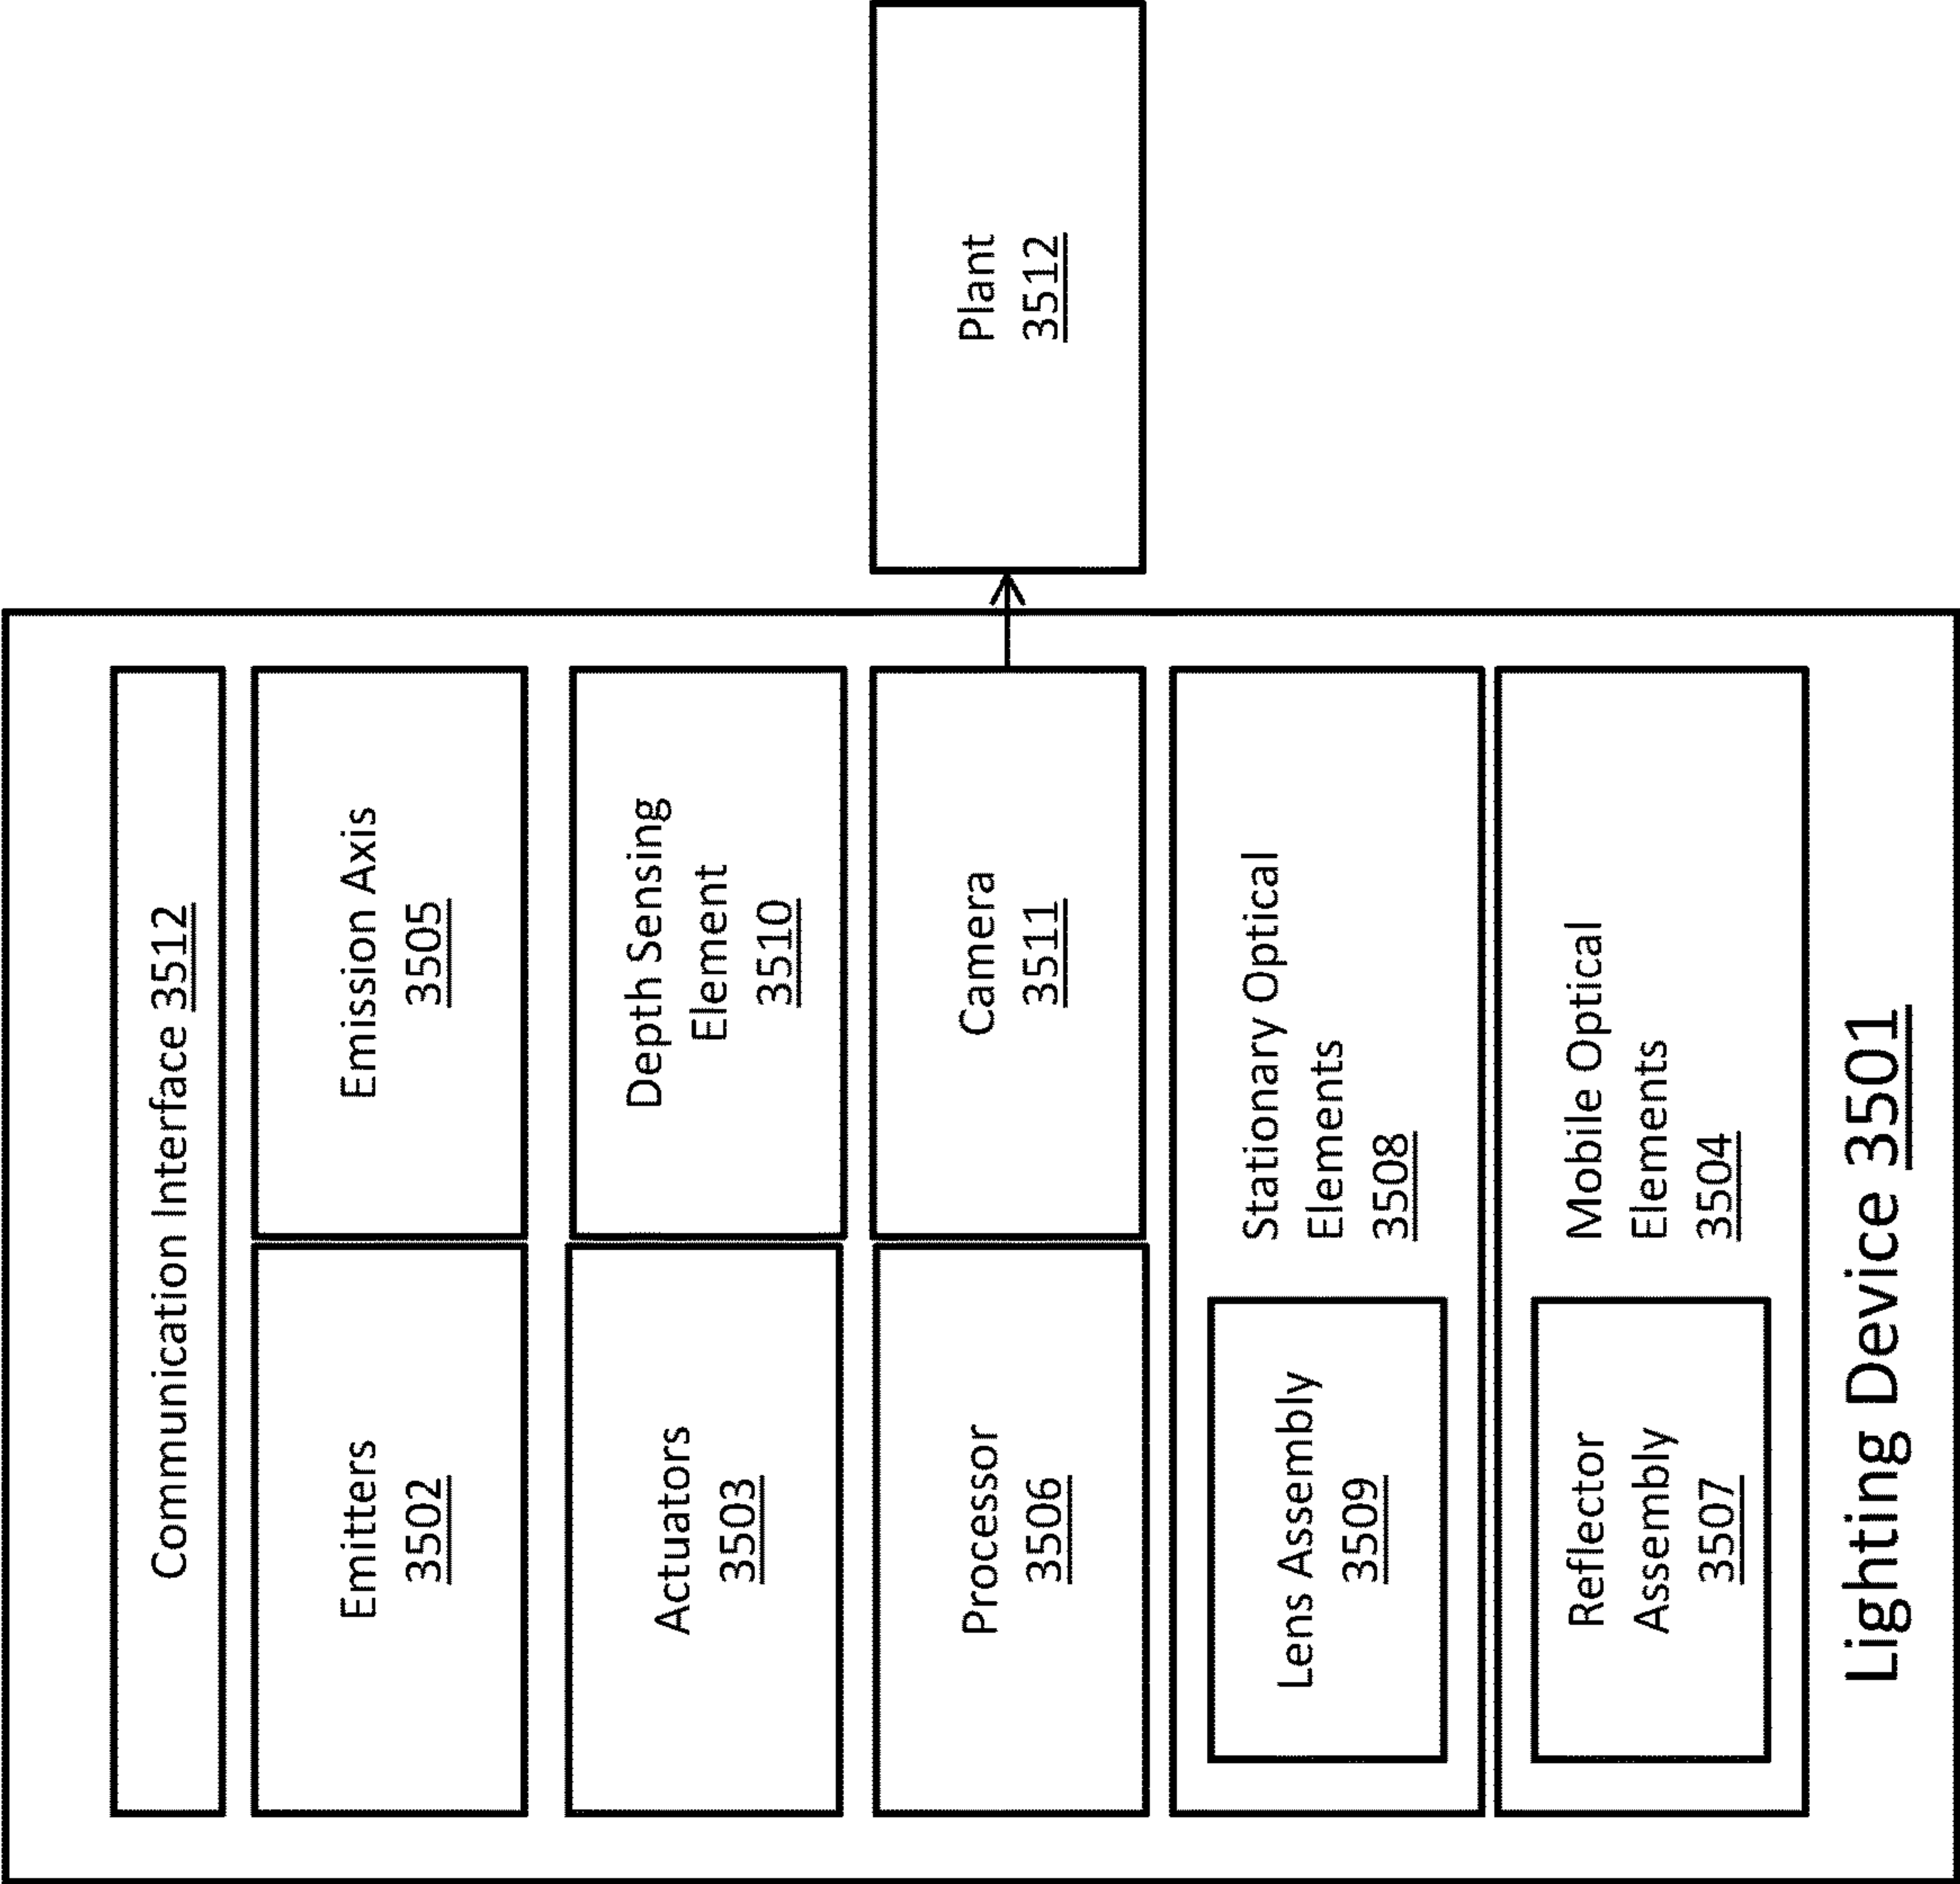 Communication Interface 3512
Emitters
3502
Emission Axis
3505
Actuators
3503
Depth Sensing
Element
3510
Processor
3506
Camera
3511
Plant
3512
Lens Assembly
3509
Stationary Optical
Elements
3508
Reflector
Assembly
3507
Mobile Optical
Elements
3504
Lighting Device 3501